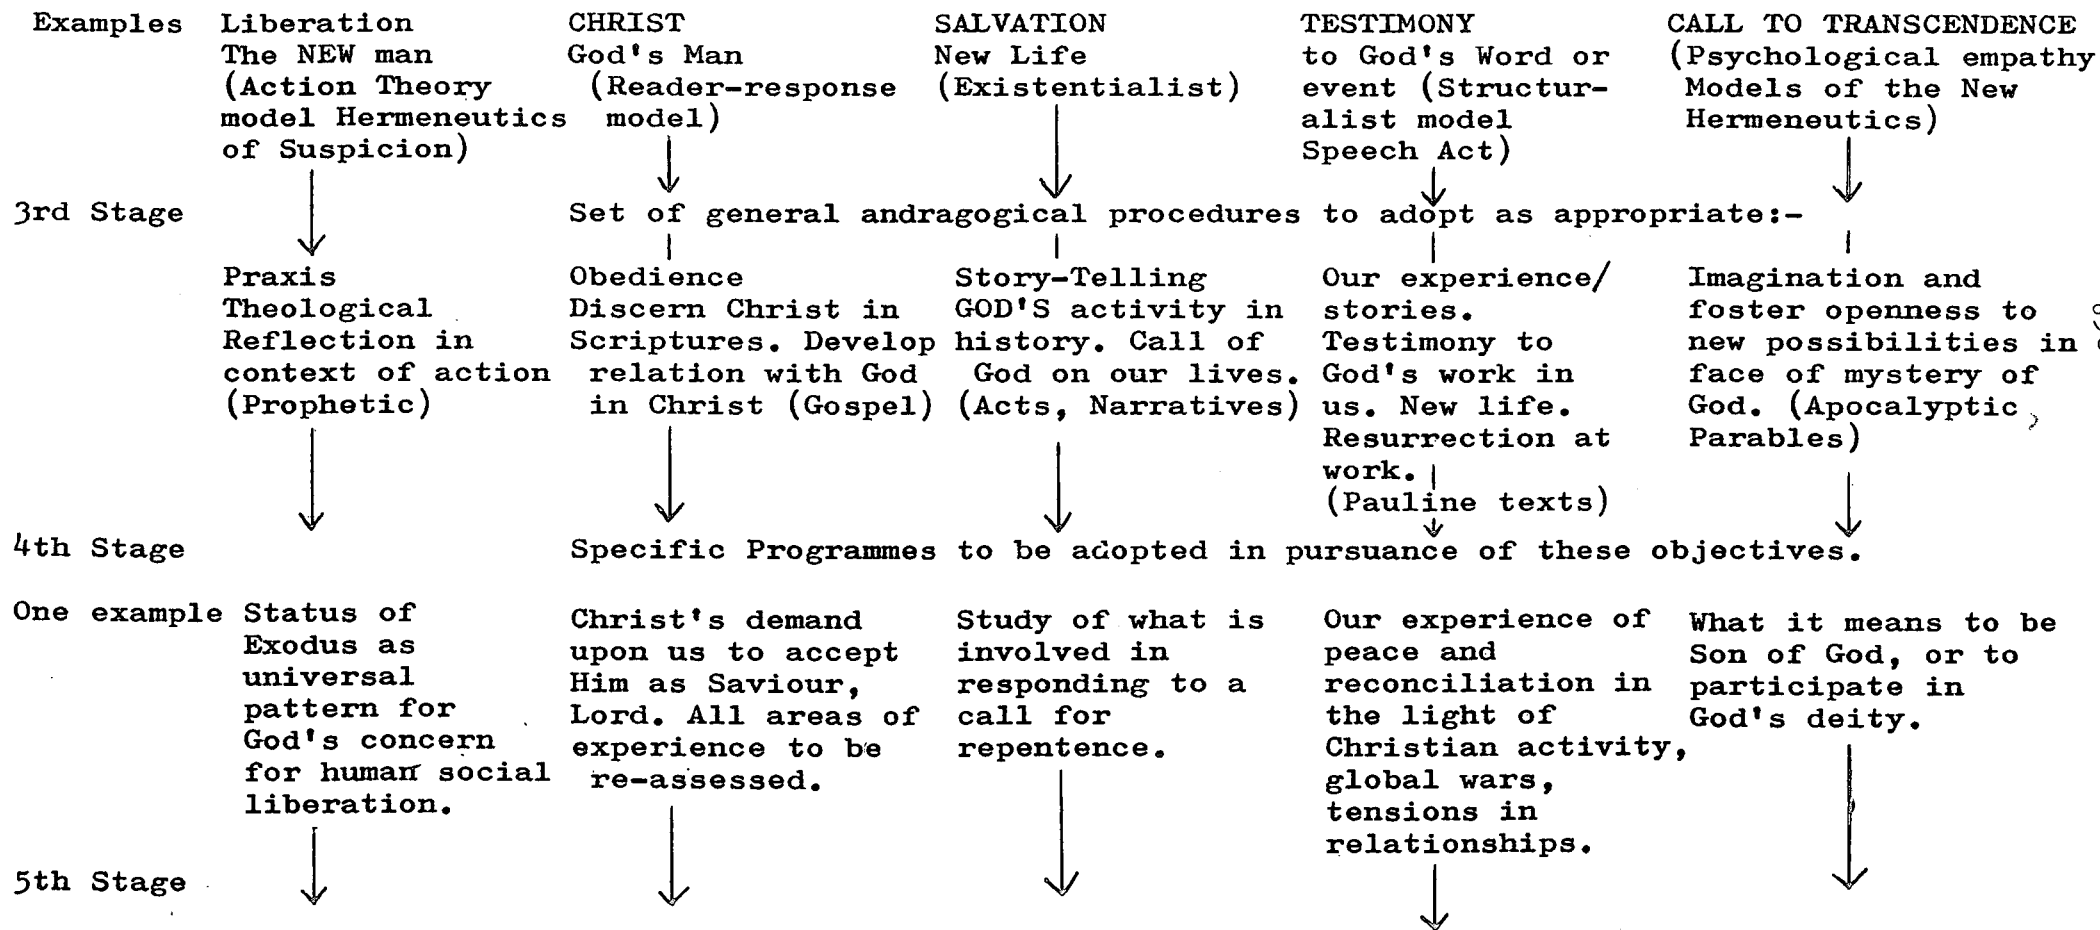 Examples Liberation CHRIST SALVATION TESTIMONY CALL TO TRANSCENDENCE
The NEW man God's Man New Life to God's Word or (Psychological empathy
(Action Theory (Reader-response (Existentialist) event (Structur- Models of the New
model Hermeneutics model) alist model Hermeneutics)
of Suspicion) Speech Act)
3rd Stage Set of general andragogical procedures to adopt as appropriate:-
Praxis Obedience Story-Telling Our experience/ Imagination and
Theological Discern Christ in GOD'S activity in stories. foster openness to
Reflection in Scriptures. Develop history. Call of Testimony to new possibilities in
context of action relation with God God on our lives. God's work in face of mystery of
(Prophetic) in Christ (Gospel) (Acts, Narratives) us. New life. God. (Apocalyptic,
Resurrection at Parables)
work.
(Pauline texts)
4th Stage Specific Programmes to be adopted in pursuance of these objectives.
One example Status of Christ's demand Study of what is Our experience of What it means to be
Exodus as upon us to accept involved in peace and Son of God, or to
universal Him as Saviour, responding to a reconciliation in participate in
pattern for Lord. All areas of call for the light of God's deity.
God's concern experience to be repentence. Christian activity,
for human social re-assessed. global wars,
liberation. tensions in
relationships.
5th Stage